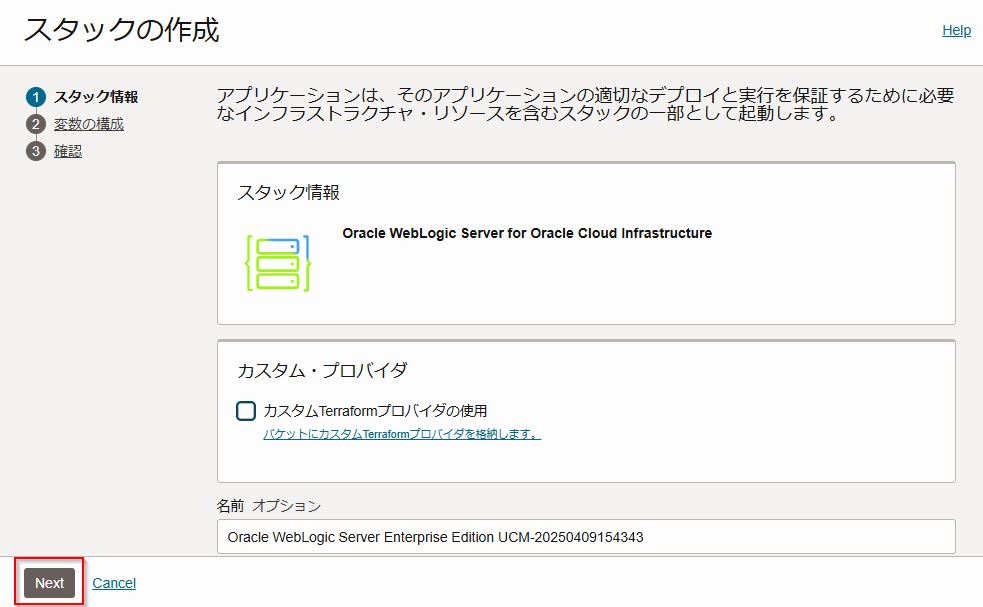 スタックの作成
Help
1 スタック情報
2 変数の構成
3 確認
アプリケーションは、そのアプリケーションの適切なデプロイと実行を保証するために必要
なインフラストラクチャ・リソースを含むスタックの一部として起動します。
スタック情報
Oracle WebLogic Server for Oracle Cloud Infrastructure
カスタム・プロバイダ
カスタムTerraformプロバイダの使用
バケットにカスタムTerraformプロバイダを格納します。
名前 オプション
Oracle WebLogic Server Enterprise Edition UCM-20250409154343
Next Cancel